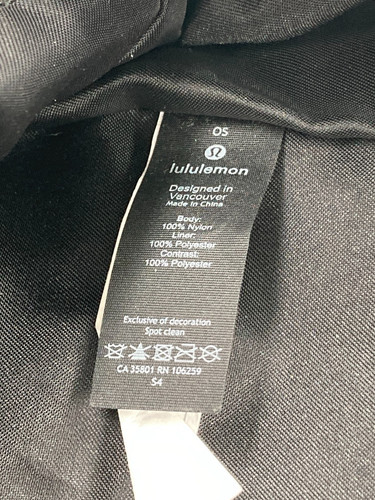 OS
lululemon
Designed in
Vancouver
Made in China
Body:
100% Nylon
Liner:
100% Polyester
Contrast:
100% Polyester
Exclusive of decoration
Spot clean
CA 35801 RN 106259
S4